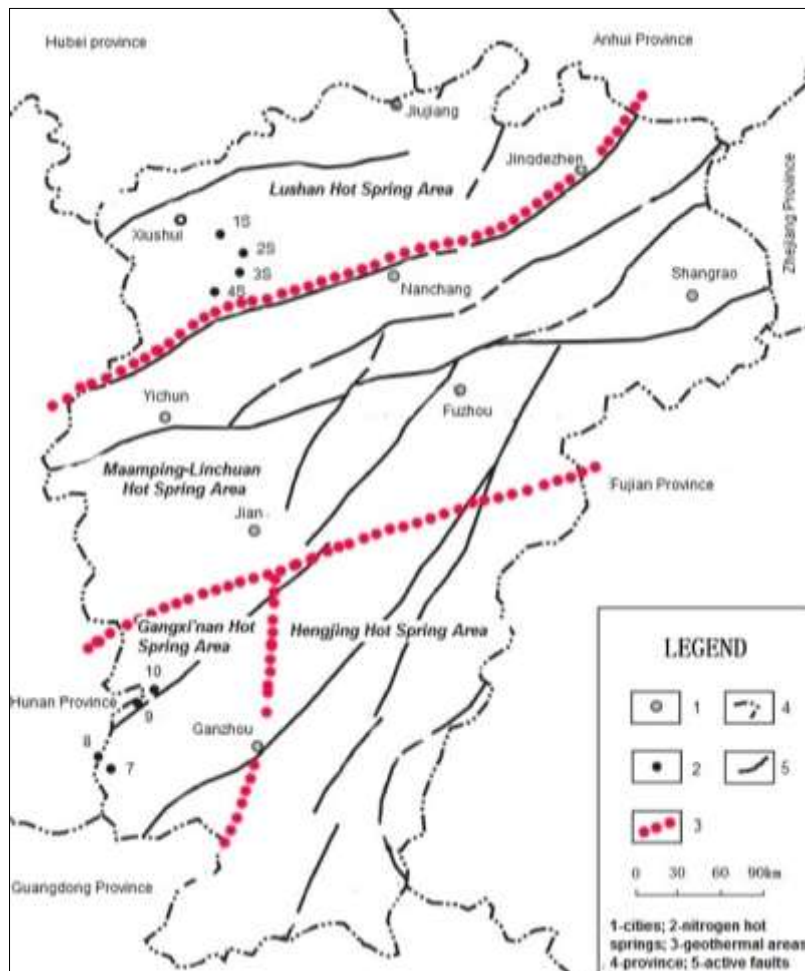 Hubei province
Anhui Province
Jiujiang
Jingdezhen
Lushan Hot Spring Area
Xiushui
1S
2S
3S
4S
Zhejiang Province
Nanchang
Shangrao
Yichun
Fuzhou
Maamping-Linchuan
Hot Spring Area
Fujian Province
Jian
Gangxi'nan Hot
Spring Area
Hengjing Hot Spring Area
10
Hunan Province
9
Ganzhou
8
7
Guangdong Province
LEGEND
1
4
2
5
3
0 30 60 90km
1-cities; 2-nitrogen hot
springs; 3-geothermal areas
4-province; 5-active faults